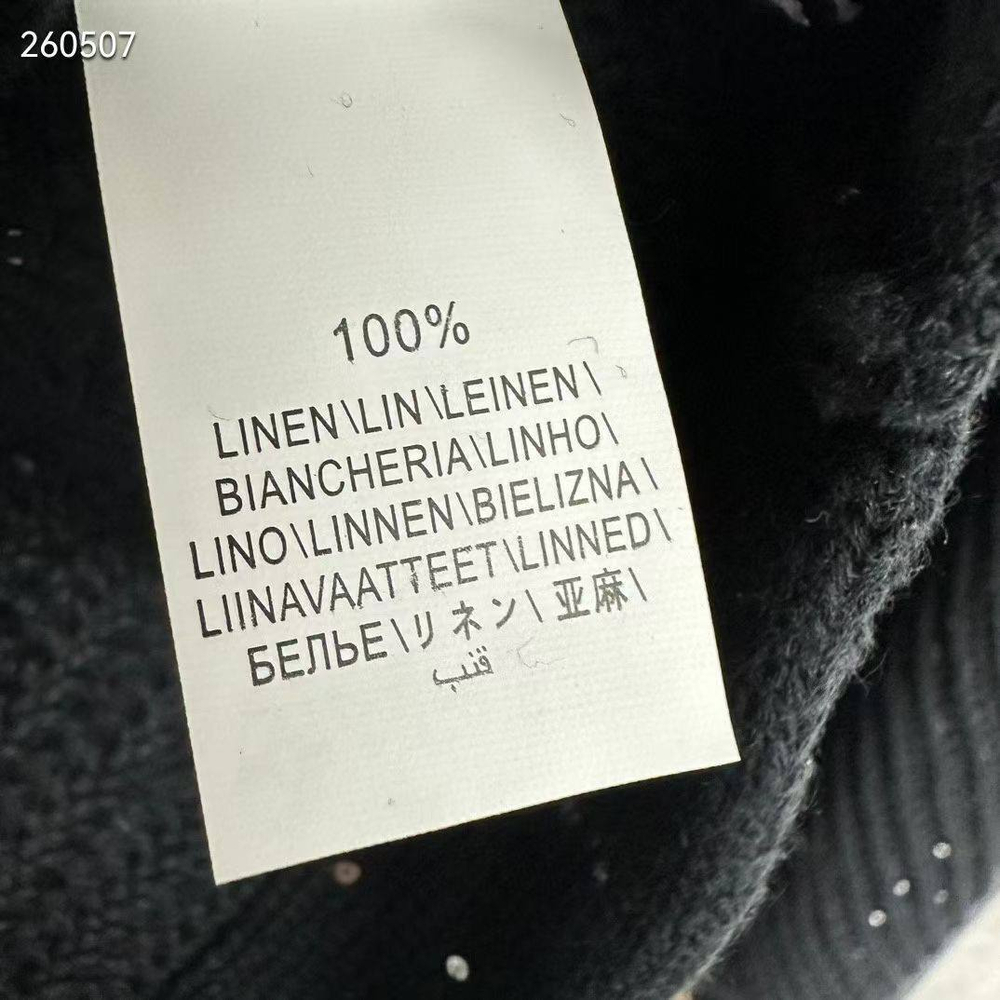 260507
100%
LINEN\LIN\LEINEN\
BIANCHERIA\LINHO\
LINO\LINNEN\BIELIZNA\
LIINAVAATTEET\LINNED\
БЕЛЬЕ\リネン\亚麻\
قنب